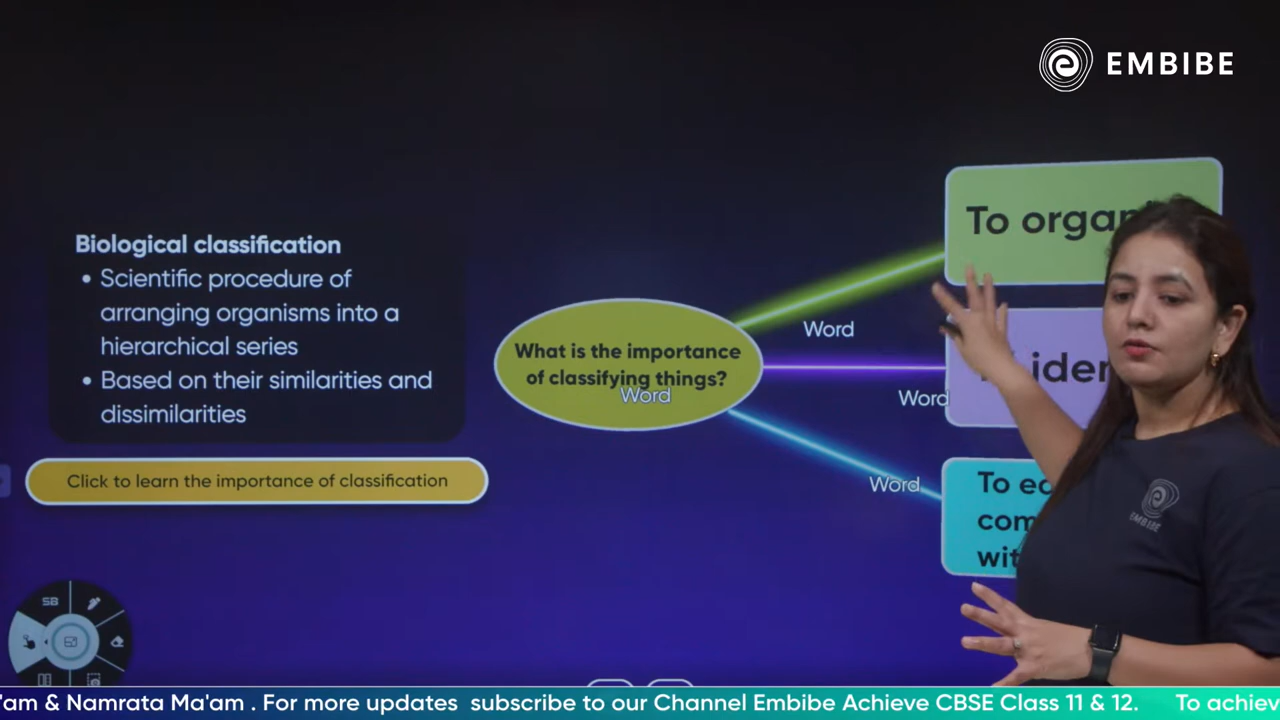 EMBIBE
Biological classification
• Scientific procedure of
arranging organisms into a
hierarchical series
• Based on their similarities and
dissimilarities
Click to learn the importance of classification
What is the importance
of classifying things?
Word
Word
Word
Word
To
To
com
wit
EMBIBE
SB
'am & Namrata Ma'am . For more updates subscribe to our Channel Embibe Achieve CBSE Class 11 & 12. To achiev